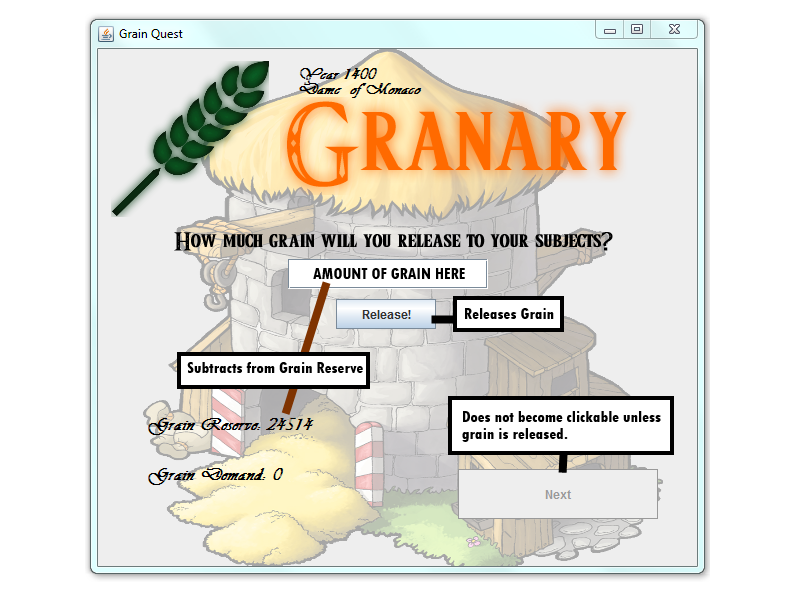 Grain Quest
Year 1400
Dame of Monaco
GRANARY
HOW MUCH GRAIN WILL YOU RELEASE TO YOUR SUBJECTS?
AMOUNT OF GRAIN HERE
Release!
Releases Grain
Subtracts from Grain Reserve
Grain Reserve: 24514
Does not become clickable unless
grain is released.
Grain Demand: 0
Next